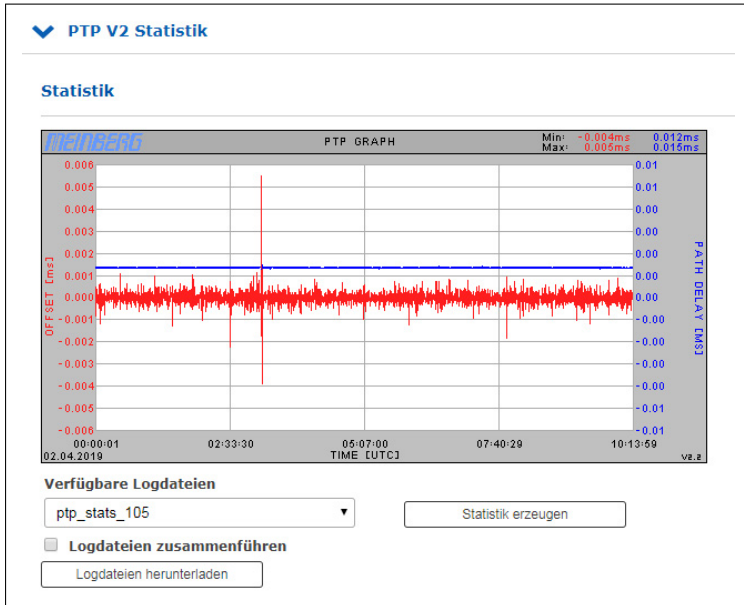 PTP V2 Statistik
Statistik
MEINBERG PTP GRAPH Min: -0.004ms 0.012ms
Max: 0.005ms 0.015ms
0.006 0.01
0.005 0.01
0.004 0.00
0.003 0.00
0.002 0.00
0.001 0.00
0.000 0.00
-0.001 -0.00
-0.002 -0.00
-0.003 -0.00
-0.004 -0.00
-0.005 -0.01
-0.006 -0.01
OFFSET [ms]
PATH DELAY [MS]
00:00:01 02:33:30 05:07:00 07:40:29 10:13:59
02.04.2019 TIME [UTC] V2.2
Verfügbare Logdateien
ptp_stats_105 Statistik erzeugen
Logdateien zusammenführen
Logdateien herunterladen